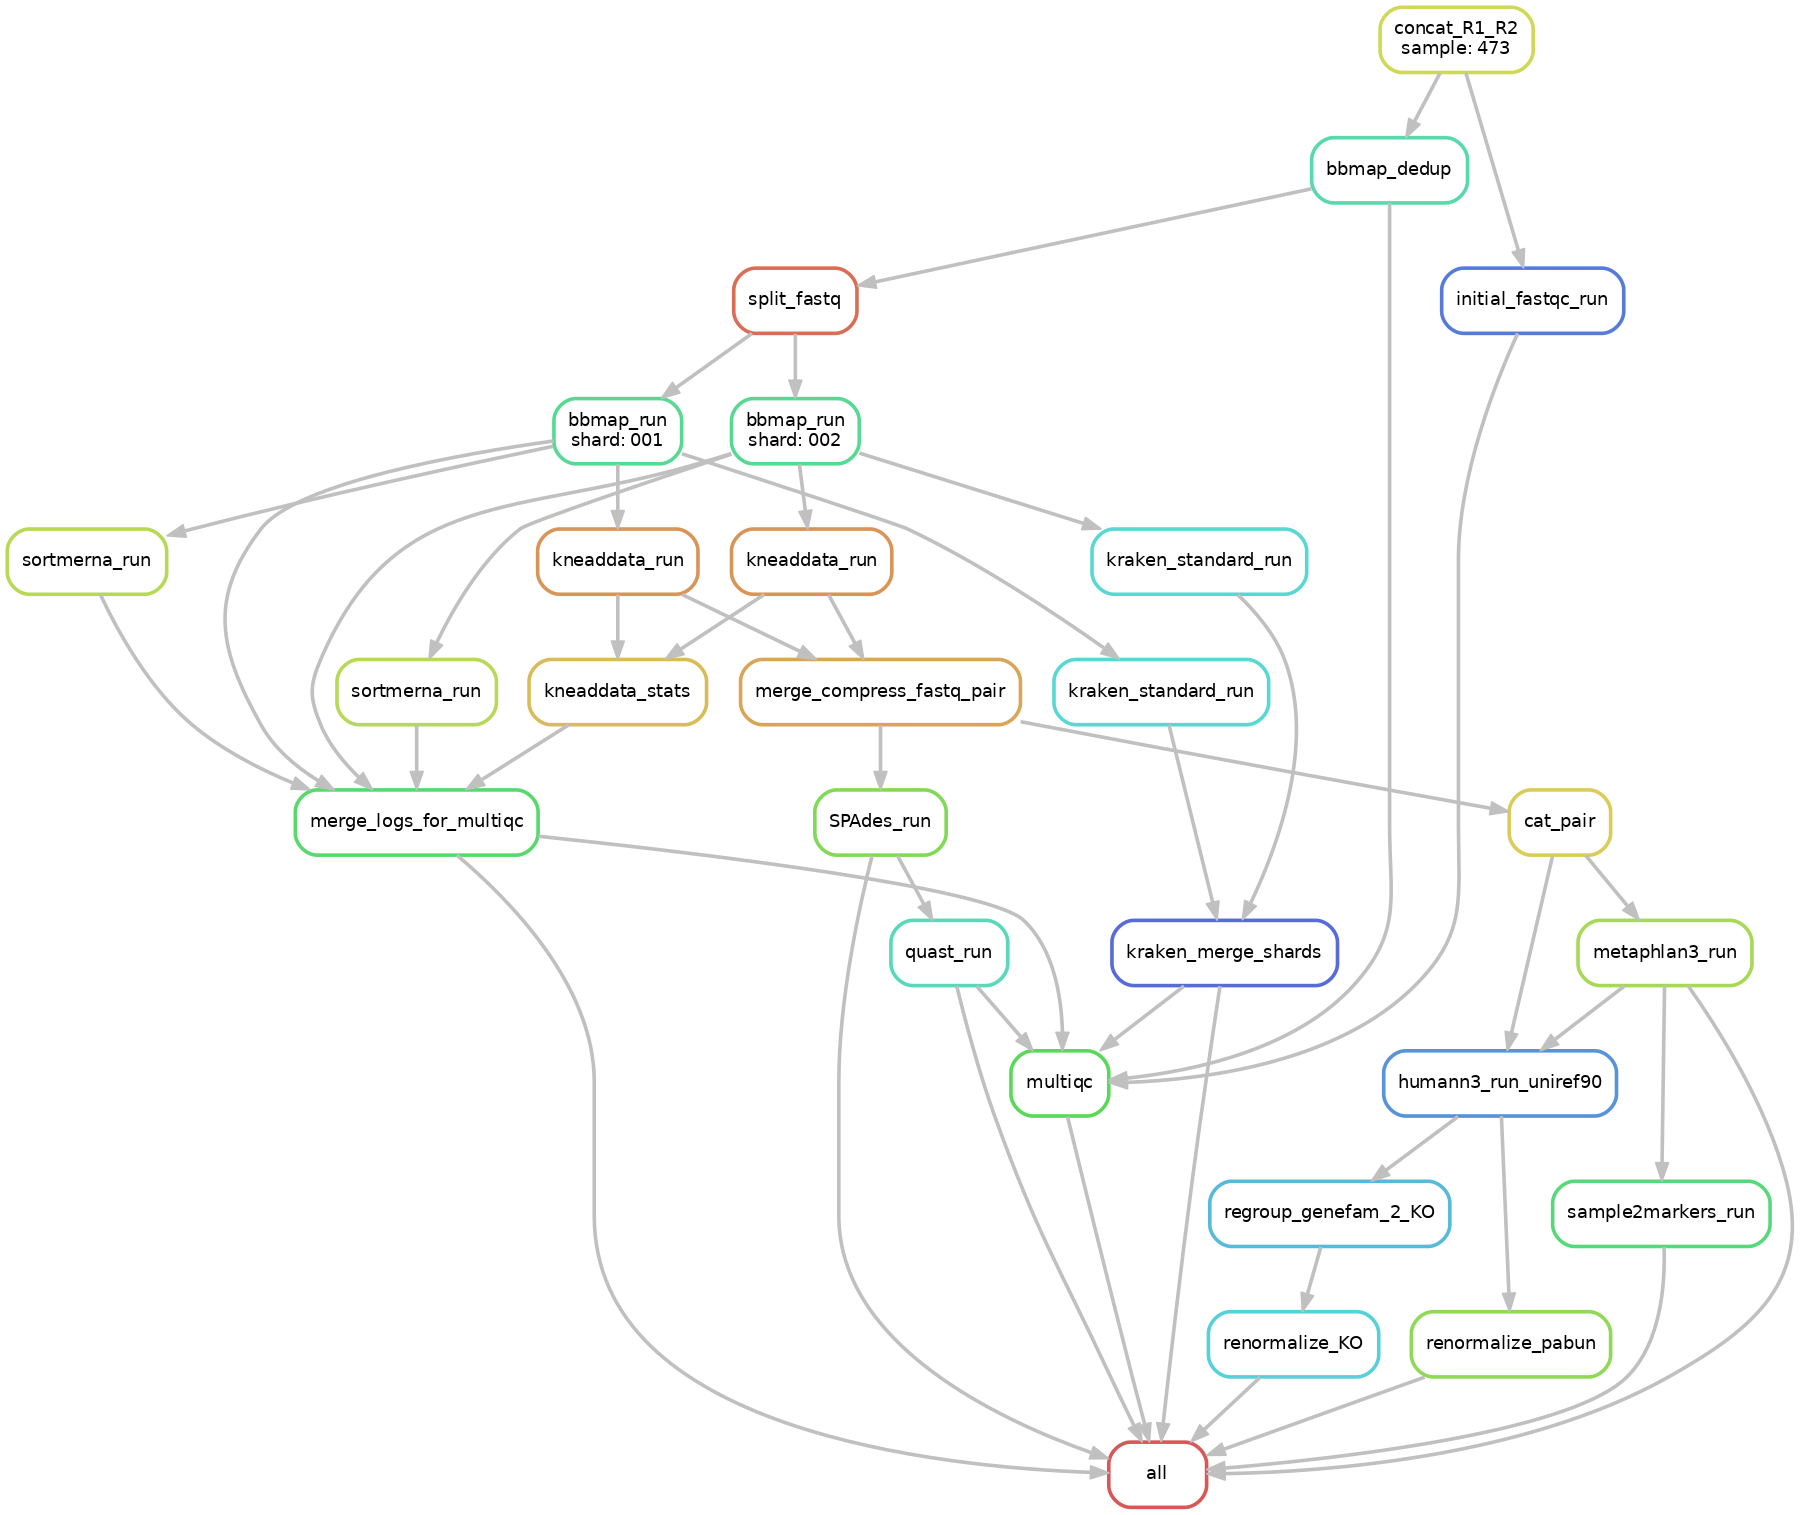 concat_R1_R2
sample: 473
bbmap_dedup
split_fastq
initial_fastqc_run
bbmap_run
shard: 001
bbmap_run
shard: 002
sortmerna_run
kneaddata_run
kneaddata_run
kraken_standard_run
sortmerna_run
kneaddata_stats
merge_compress_fastq_pair
kraken_standard_run
merge_logs_for_multiqc
SPAdes_run
cat_pair
quast_run
kraken_merge_shards
metaphlan3_run
multiqc
humann3_run_uniref90
regroup_genefam_2_KO
sample2markers_run
renormalize_KO
renormalize_pabun
all